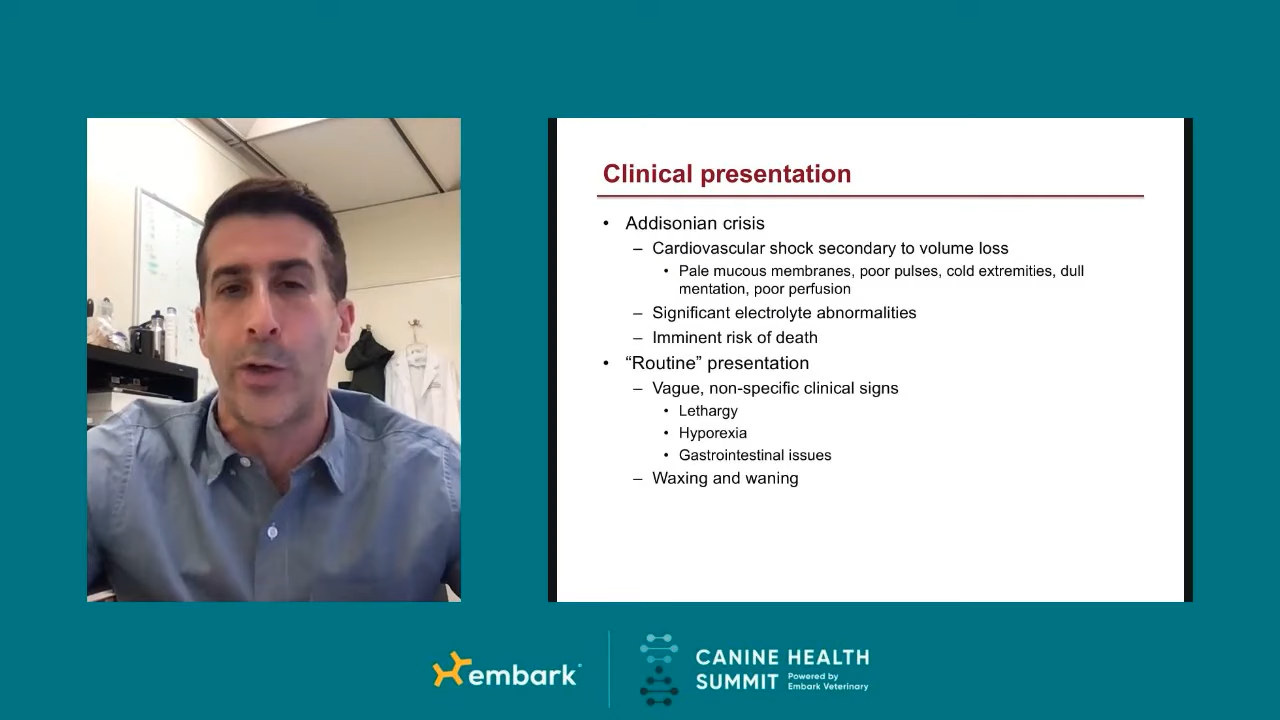 Clinical presentation
• Addisonian crisis
– Cardiovascular shock secondary to volume loss
• Pale mucous membranes, poor pulses, cold extremities, dull
mentation, poor perfusion
– Significant electrolyte abnormalities
– Imminent risk of death
• “Routine” presentation
– Vague, non-specific clinical signs
• Lethargy
• Hyporexia
• Gastrointestinal issues
– Waxing and waning
embark
CANINE HEALTH
SUMMIT
Powered by
Embark Veterinary